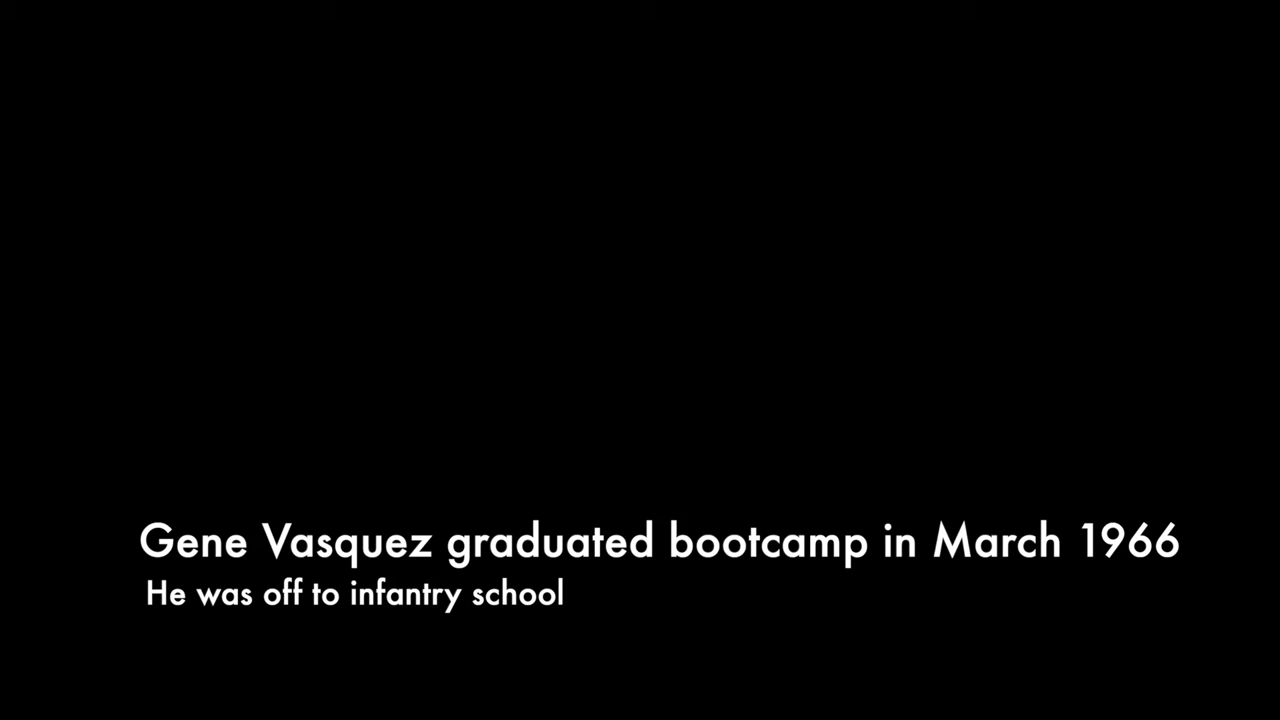 Gene Vasquez graduated bootcamp in March 1966
He was off to infantry school